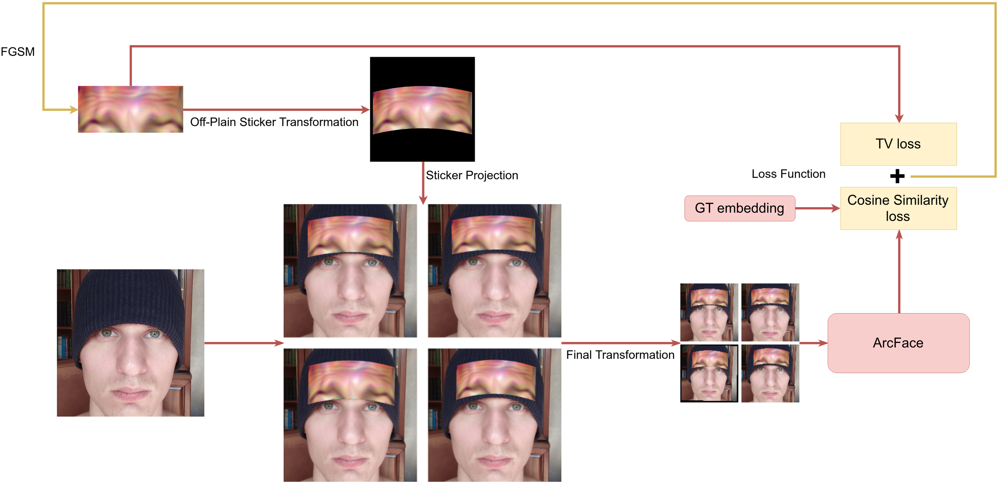 FGSM
Off-Plain Sticker Transformation
Sticker Projection
TV loss
Loss Function
GT embedding
Cosine Similarity
loss
Final Transformation
ArcFace